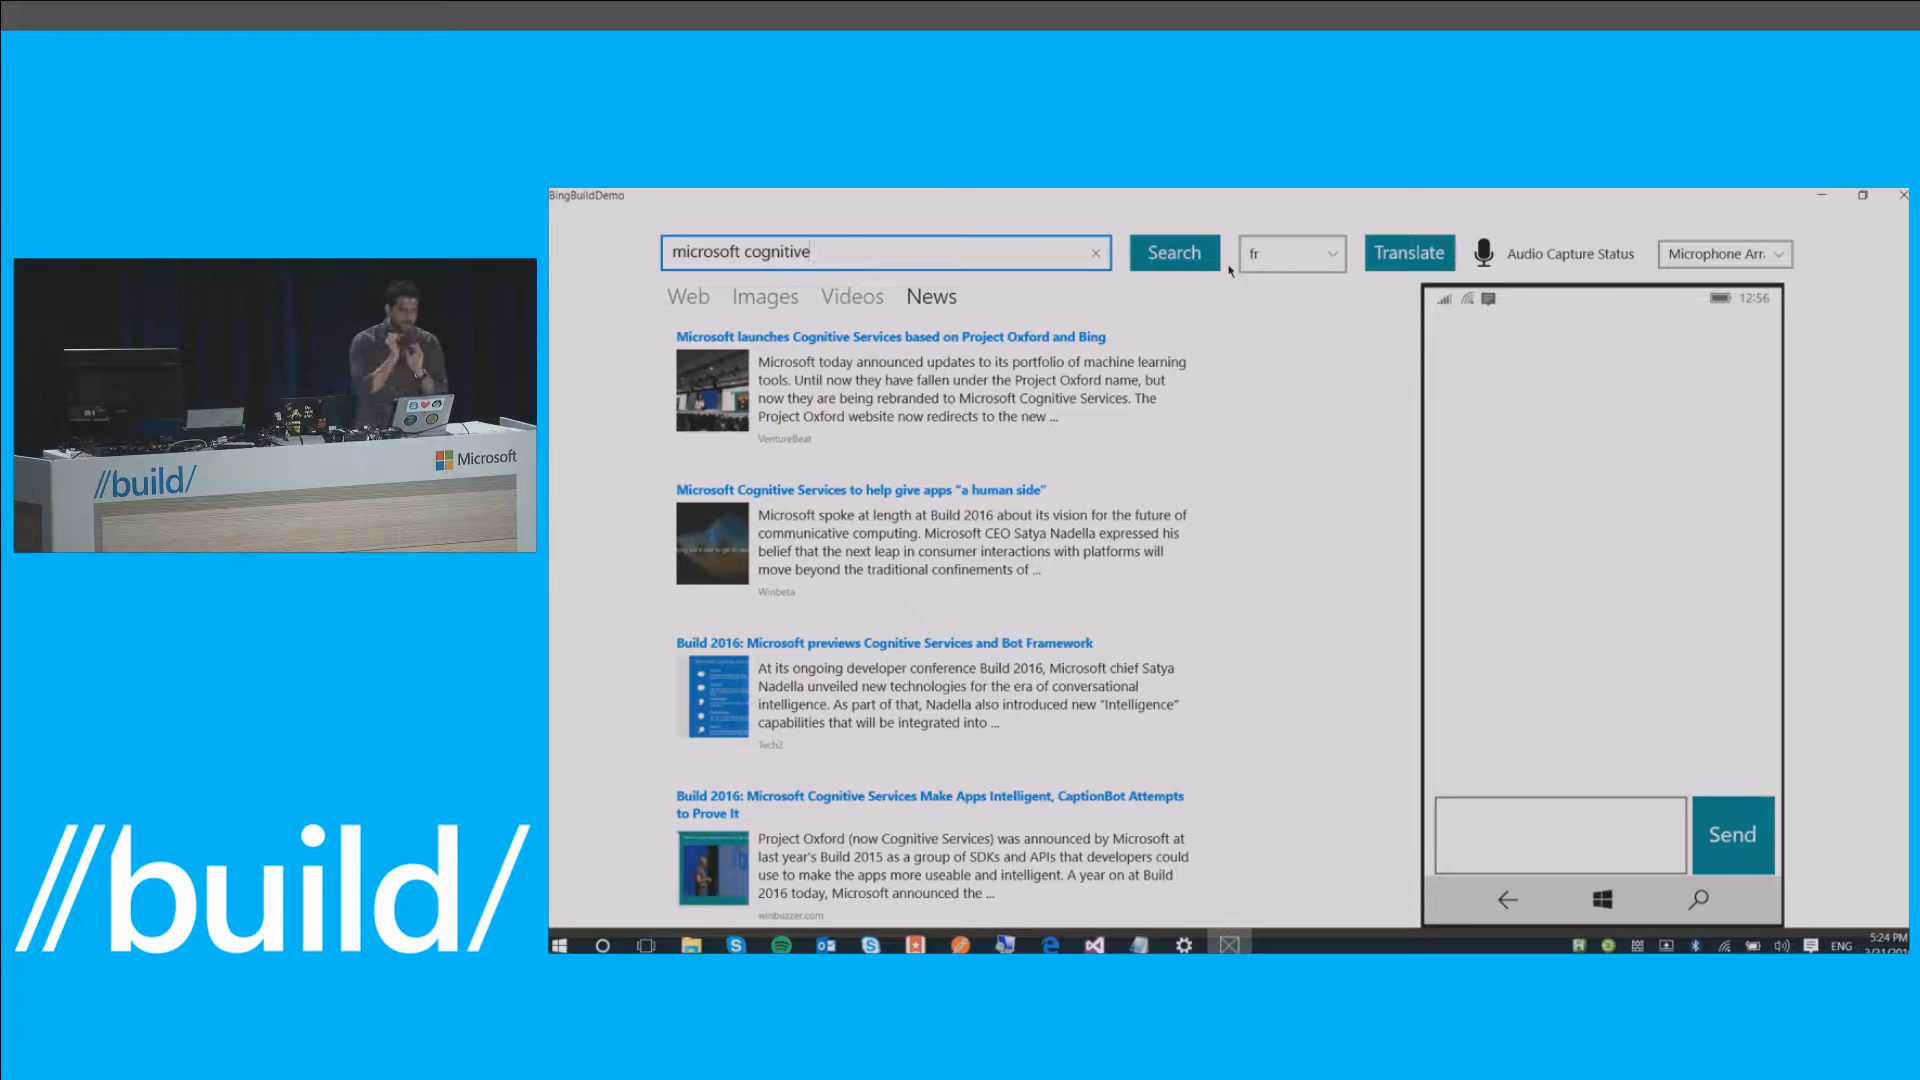 BingBuildDemo
microsoft cognitive
Search
fr
Translate
Audio Capture Status
Microphone Arr.
Web Images Videos News
Microsoft launches Cognitive Services based on Project Oxford and Bing
Microsoft today announced updates to its portfolio of machine learning
tools. Until now they have fallen under the Project Oxford name, but
now they are being rebranded to Microsoft Cognitive Services. The
Project Oxford website now redirects to the new ...
VentureBeat
Microsoft Cognitive Services to help give apps “a human side”
Microsoft spoke at length at Build 2016 about its vision for the future of
communicative computing. Microsoft CEO Satya Nadella expressed his
belief that the next leap in consumer interactions with platforms will
move beyond the traditional confinements of ...
Winbeta
Build 2016: Microsoft previews Cognitive Services and Bot Framework
At its ongoing developer conference Build 2016, Microsoft chief Satya
Nadella unveiled new technologies for the era of conversational
intelligence. As part of that, Nadella also introduced new “Intelligence”
capabilities that will be integrated into ...
Tech2
Build 2016: Microsoft Cognitive Services Make Apps Intelligent, CaptionBot Attempts
to Prove It
Project Oxford (now Cognitive Services) was announced by Microsoft at
last year's Build 2015 as a group of SDKs and APIs that developers could
use to make the apps more useable and intelligent. A year on at Build
2016 today, Microsoft announced the ...
winbuzzer.com
12:56
Send
ENG
5:24 PM
//build/
Microsoft
//build/